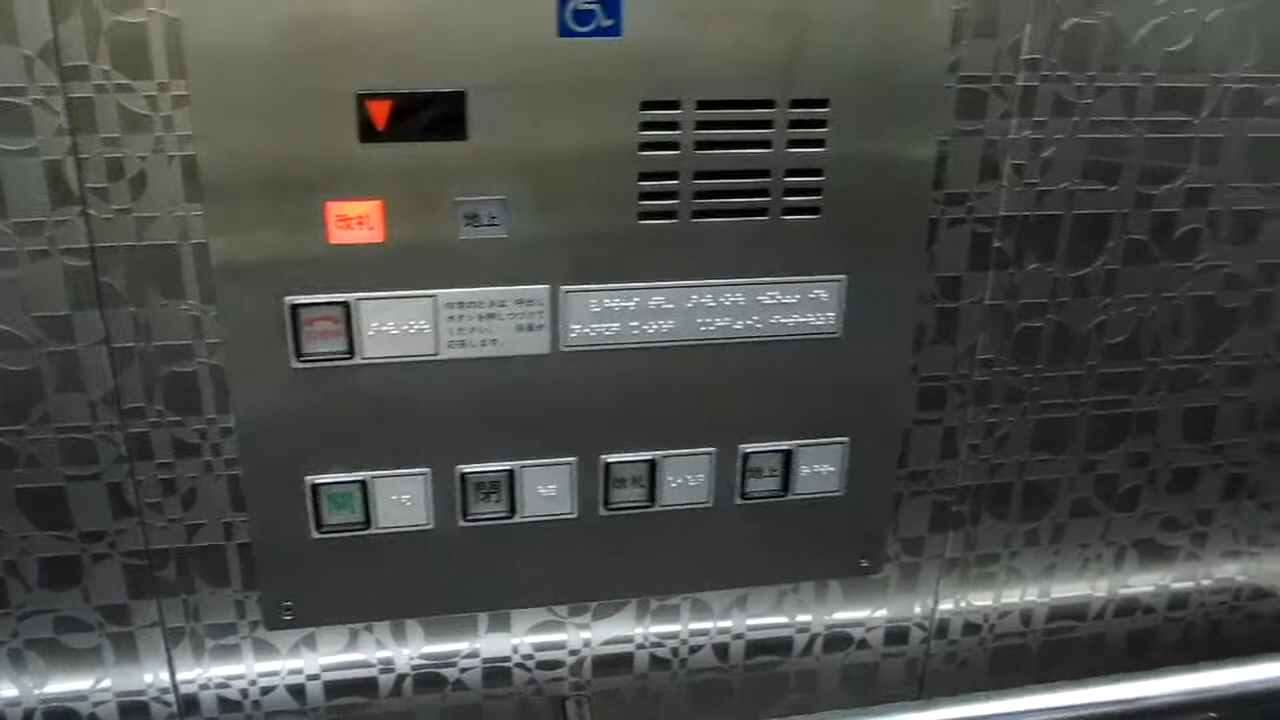 改札
地上
非常のときは 呼出し
ボタンを押しつづけて
ください。 係員が
応答します。
開
閉
改札
地上